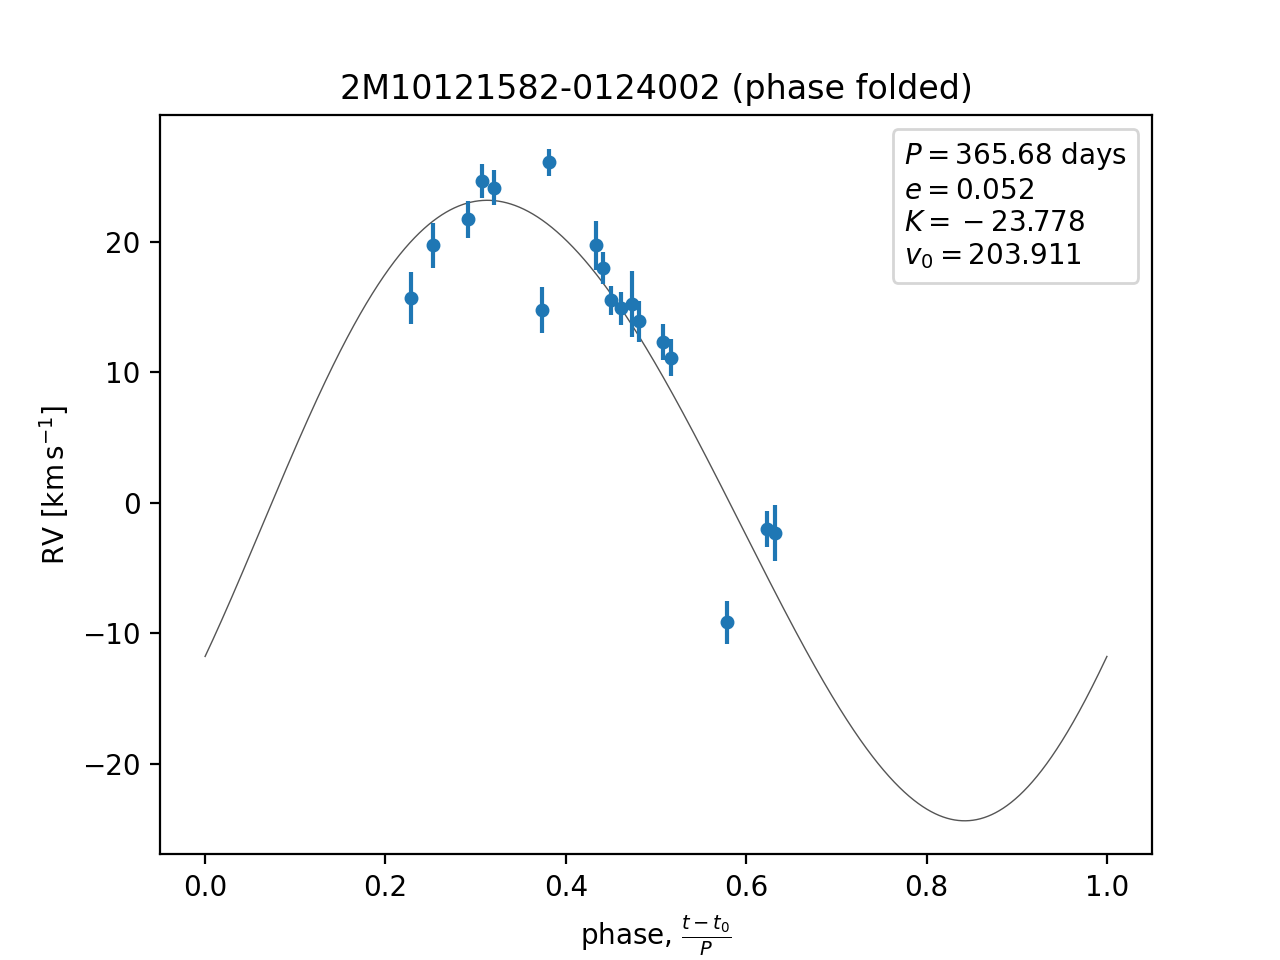 2M10121582-0124002 (phase folded)
P = 365.68 days
e = 0.052
K = −23.778
v₀ = 203.911
RV [km s⁻¹]
20
10
0
−10
−20
0.0 0.2 0.4 0.6 0.8 1.0
phase, (t − t₀)/P